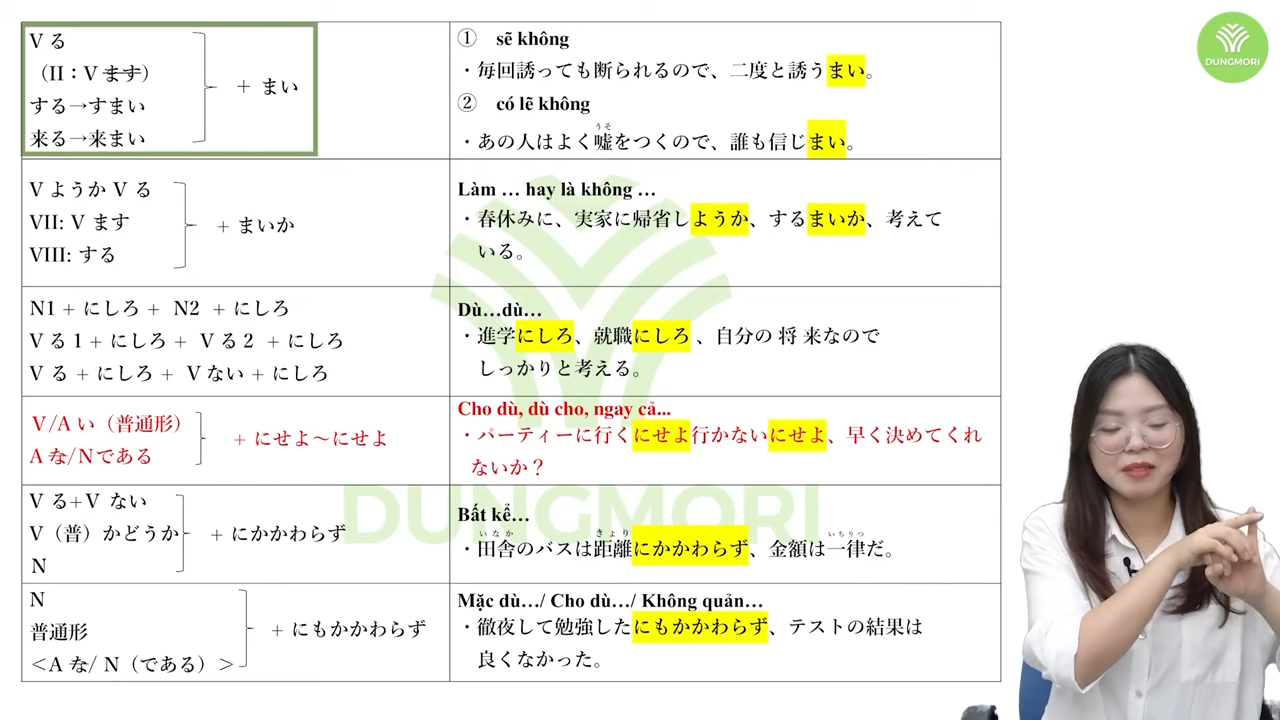 V る
（II：V ます）
する→すまい
来る→来まい
＋ まい
① sẽ không
・毎回誘っても断られるので、二度と誘うまい。
② có lẽ không
うそ
・あの人はよく嘘をつくので、誰も信じまい。
V ようか V る
VII: V ます
VIII: する
+ まいか
Làm … hay là không …
・春休みに、実家に帰省しようか、するまいか、考えて
いる。
N1 + にしろ + N2 + にしろ
V る 1 + にしろ + V る 2 + にしろ
V る + にしろ + V ない + にしろ
Dù…dù…
・進学にしろ、就職にしろ 、自分の 将 来なので
しっかりと考える。
V/A い（普通形）
A な/N である
+ にせよ～にせよ
Cho dù, dù cho, ngay cả...
・パーティーに行くにせよ行かないにせよ、早く決めてくれ
ないか？
V る+V ない
V（普）かどうか
N
+ にかかわらず
Bất kể…
いなか きょり いちりつ
・田舎のバスは距離にかかわらず、金額は一律だ。
N
普通形
＜A な/ N（である）＞
+ にもかかわらず
Mặc dù…/ Cho dù…/ Không quản…
・徹夜して勉強したにもかかわらず、テストの結果は
良くなかった。
DUNGMORI
DUNGMORI